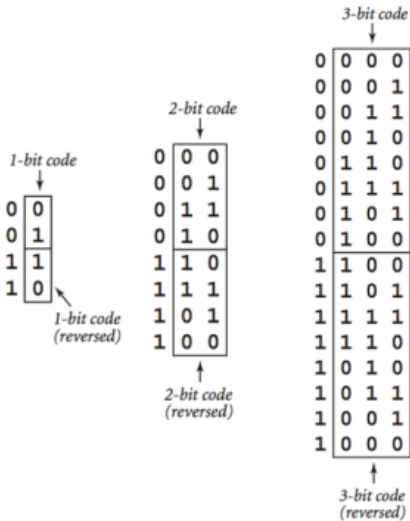 1-bit code
0 0
0 1
1 1
1 0
1-bit code
(reversed)
2-bit code
0 0 0
0 0 1
0 1 1
0 1 0
1 1 0
1 1 1
1 0 1
1 0 0
2-bit code
(reversed)
3-bit code
0 0 0 0
0 0 0 1
0 0 1 1
0 0 1 0
0 1 1 0
0 1 1 1
0 1 0 1
0 1 0 0
1 1 0 0
1 1 0 1
1 1 1 1
1 1 1 0
1 0 1 0
1 0 1 1
1 0 0 1
1 0 0 0
3-bit code
(reversed)